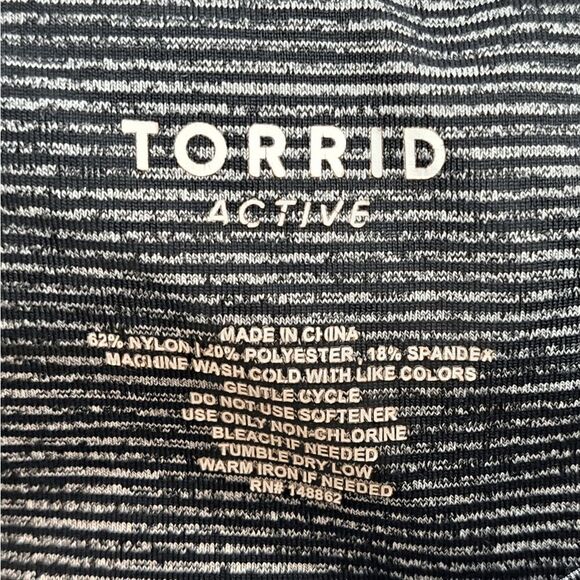 TORRID
ACTIVE
MADE IN CHINA
62% NYLON , 20% POLYESTER , 18% SPANDEX
MACHINE WASH COLD WITH LIKE COLORS
GENTLE CYCLE
DO NOT USE SOFTENER
USE ONLY NON-CHLORINE
BLEACH IF NEEDED
TUMBLE DRY LOW
WARM IRON IF NEEDED
RN# 148862